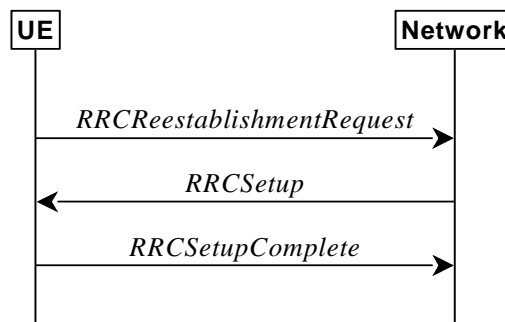 UE
Network
RRCReestablishmentRequest
RRCSetup
RRCSetupComplete